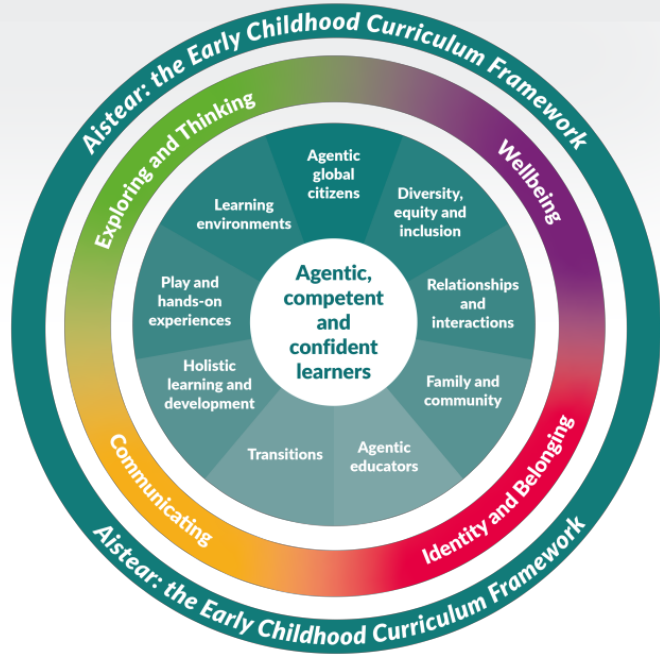 Aistear: the Early Childhood Curriculum Framework
Exploring and Thinking
Wellbeing
Agentic
global
citizens
Diversity,
equity and
inclusion
Relationships
and
interactions
Family and
community
Agentic
educators
Transitions
Holistic
learning and
development
Play and
hands-on
experiences
Learning
environments
Agentic,
competent
and
confident
learners
Communicating
Identity and Belonging
Aistear: the Early Childhood Curriculum Framework